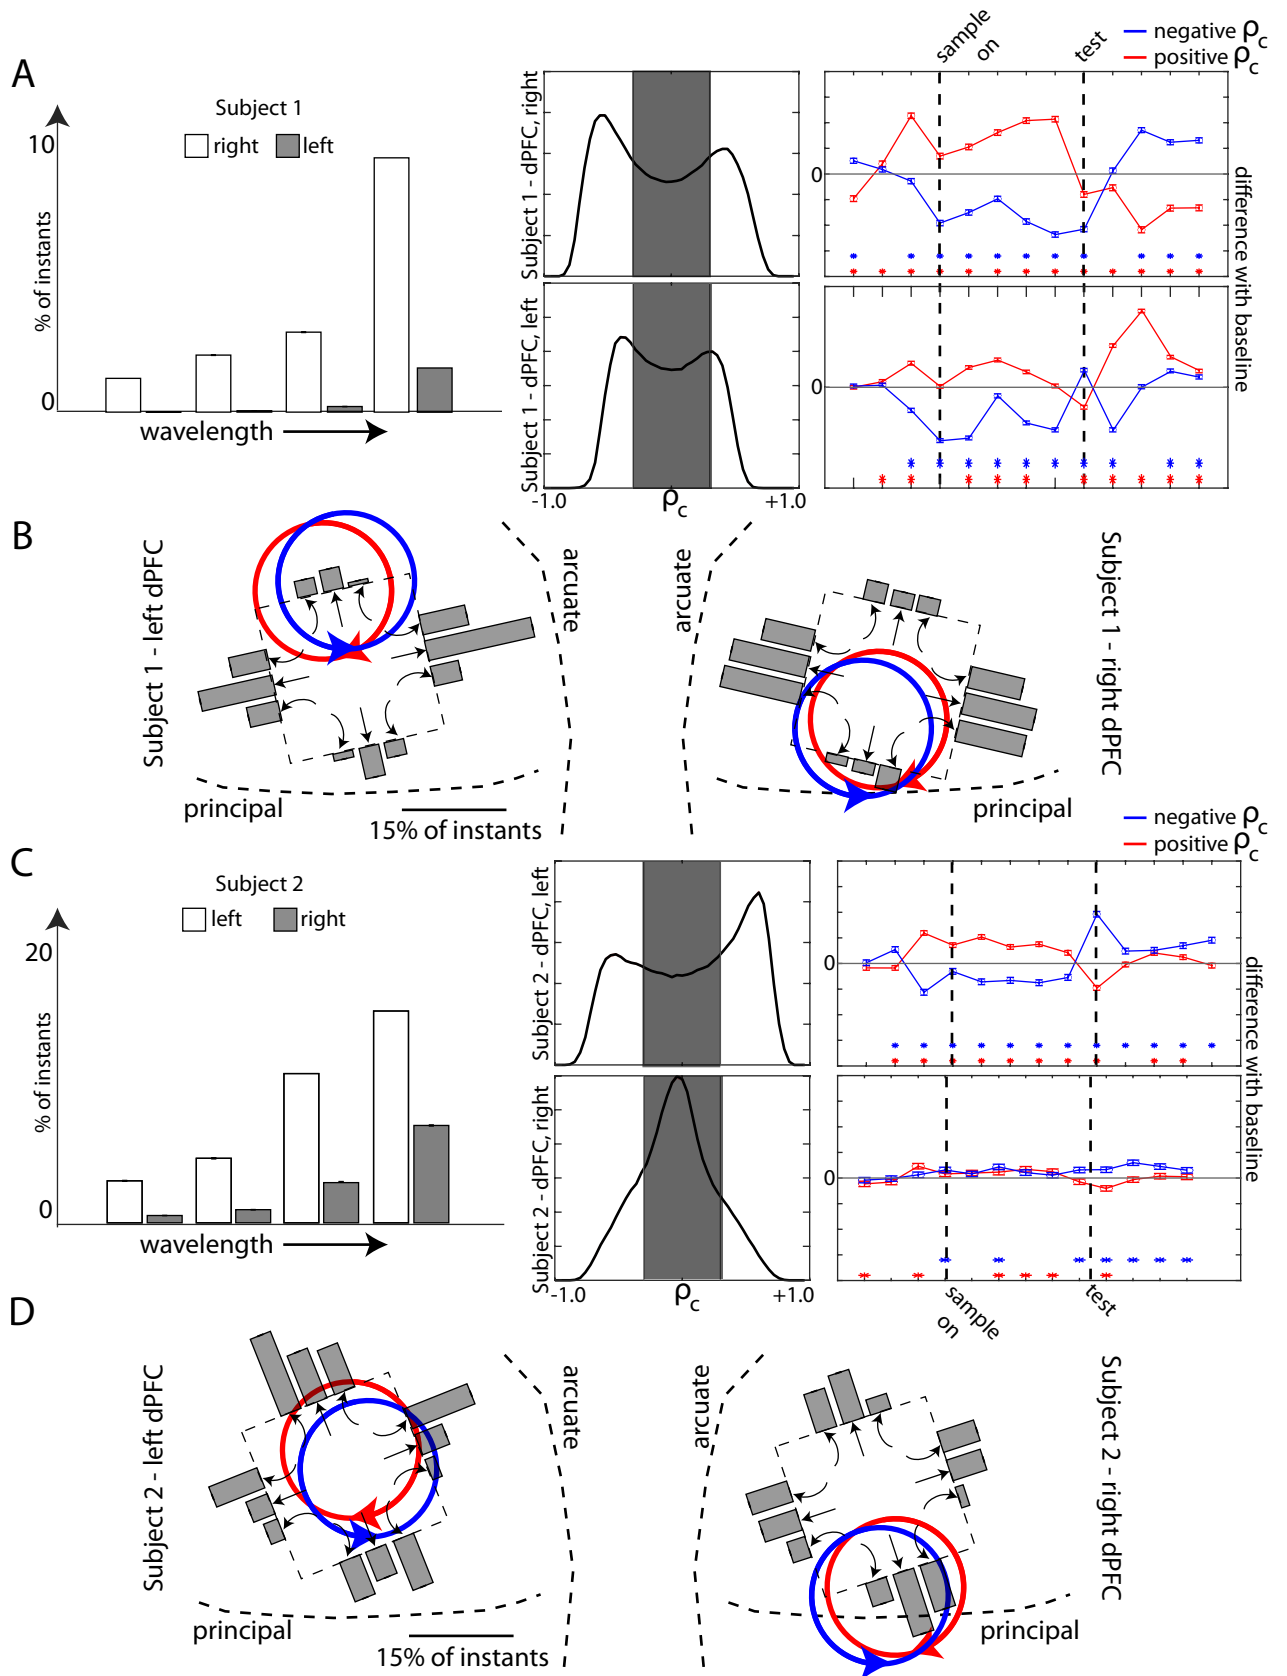 A
Subject 1
right
left
10
0
% of instants
wavelength
Subject 1 - dPFC, right
Subject 1 - dPFC, left
-1.0
ρc
+1.0
sample
on
test
negative ρc
positive ρc
0
0
difference with baseline
B
Subject 1 - left dPFC
arcuate
principal
15% of instants
arcuate
Subject 1 - right dPFC
principal
C
Subject 2
left
right
20
0
% of instants
wavelength
Subject 2 - dPFC, left
Subject 2 - dPFC, right
-1.0
ρc
+1.0
negative ρc
positive ρc
0
0
difference with baseline
sample
on
test
D
Subject 2 - left dPFC
arcuate
principal
15% of instants
arcuate
Subject 2 - right dPFC
principal